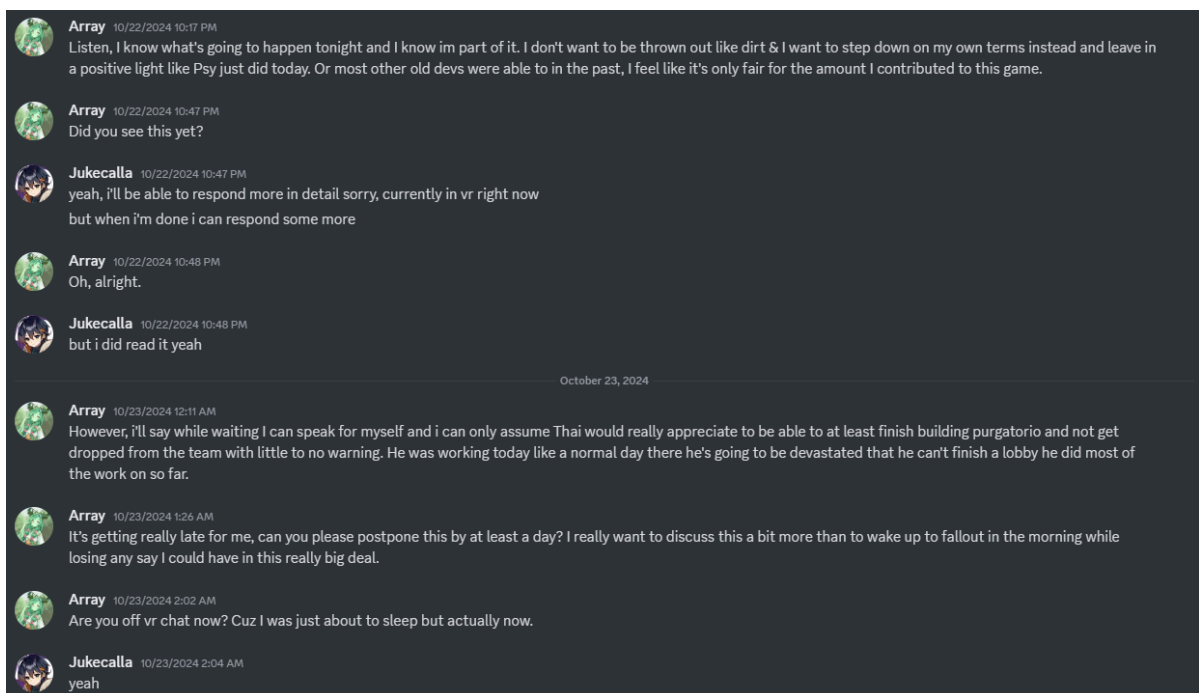 Array 10/22/2024 10:17 PM
Listen, I know what's going to happen tonight and I know im part of it. I don't want to be thrown out like dirt & I want to step down on my own terms instead and leave in
a positive light like Psy just did today. Or most other old devs were able to in the past, I feel like it's only fair for the amount I contributed to this game.
Array 10/22/2024 10:47 PM
Did you see this yet?
Jukecalla 10/22/2024 10:47 PM
yeah, i'll be able to respond more in detail sorry, currently in vr right now
but when i'm done i can respond some more
Array 10/22/2024 10:48 PM
Oh, alright.
Jukecalla 10/22/2024 10:48 PM
but i did read it yeah
October 23, 2024
Array 10/23/2024 12:11 AM
However, i'll say while waiting I can speak for myself and i can only assume Thai would really appreciate to be able to at least finish building purgatorio and not get
dropped from the team with little to no warning. He was working today like a normal day there he's going to be devastated that he can't finish a lobby he did most of
the work on so far.
Array 10/23/2024 1:26 AM
It's getting really late for me, can you please postpone this by at least a day? I really want to discuss this a bit more than to wake up to fallout in the morning while
losing any say I could have in this really big deal.
Array 10/23/2024 2:02 AM
Are you off vr chat now? Cuz I was just about to sleep but actually now.
Jukecalla 10/23/2024 2:04 AM
yeah